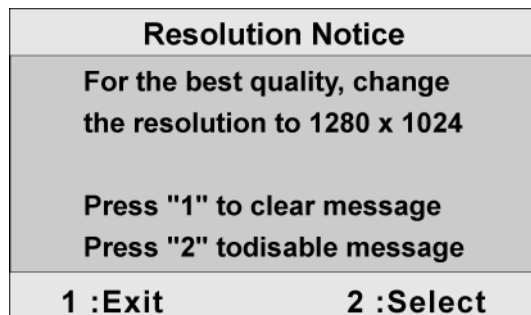 Resolution Notice
For the best quality, change
the resolution to 1280 x 1024
Press "1" to clear message
Press "2" todisable message
1 :Exit 2 :Select